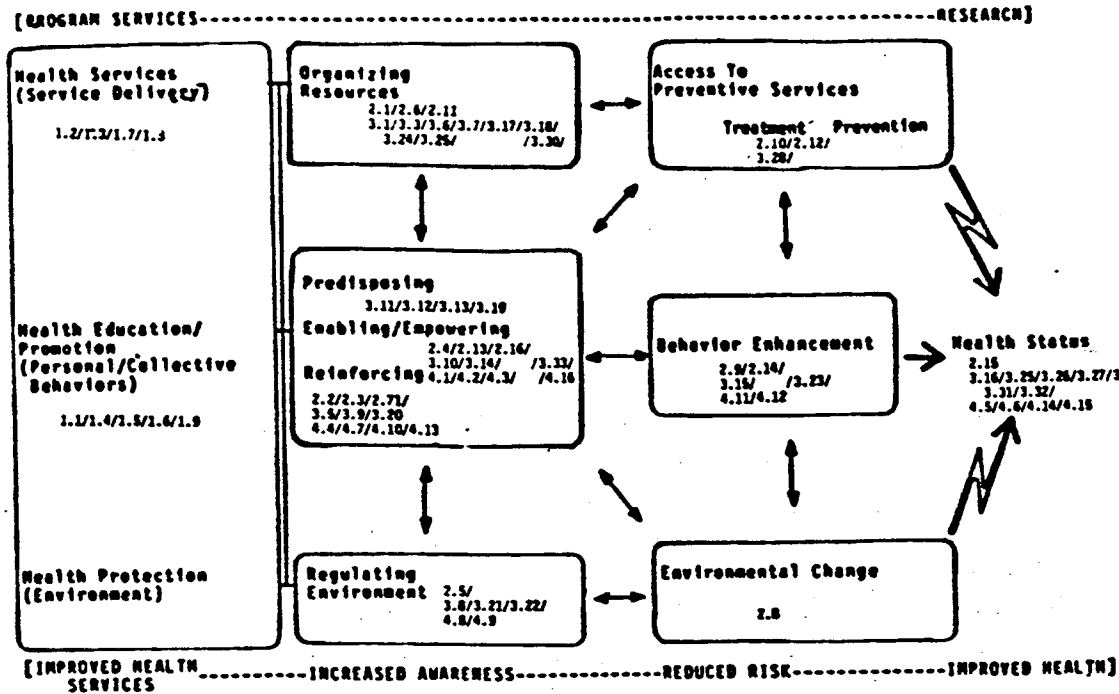 [PROGRAM SERVICES------------------------------RESEARCH]
Health Services
(Service Delivery)
1.2/1.3/1.7/1.3
Organizing
Resources
2.1/2.6/2.11
3.1/3.3/3.6/3.7/3.17/3.18/
3.24/3.25/ /3.30/
Access To
Preventive Services
Treatment Prevention
2.10/2.12/
3.28/
Health Education/
Promotion
(Personal/Collective
Behaviors)
1.1/1.4/1.5/1.6/1.9
Predisposing
3.11/3.12/3.13/3.19
Enabling/Empowering
2.4/2.13/2.16/
3.10/3.14/ /3.33/
Reinforcing 4.1/4.2/4.3/ /4.16
2.2/2.3/2.71/
3.5/3.9/3.20
4.4/4.7/4.10/4.13
Behavior Enhancement
2.9/2.14/
3.15/ /3.23/
4.11/4.12
Health Status
2.15
3.16/3.25/3.26/3.27/3
3.31/3.32/
4.5/4.6/4.14/4.15
Health Protection
(Environment)
Regulating
Environment 2.5/
3.8/3.21/3.22/
4.8/4.9
Environmental Change
2.8
[IMPROVED HEALTH SERVICES----------INCREASED AWARENESS----------REDUCED RISK----------IMPROVED HEALTH]